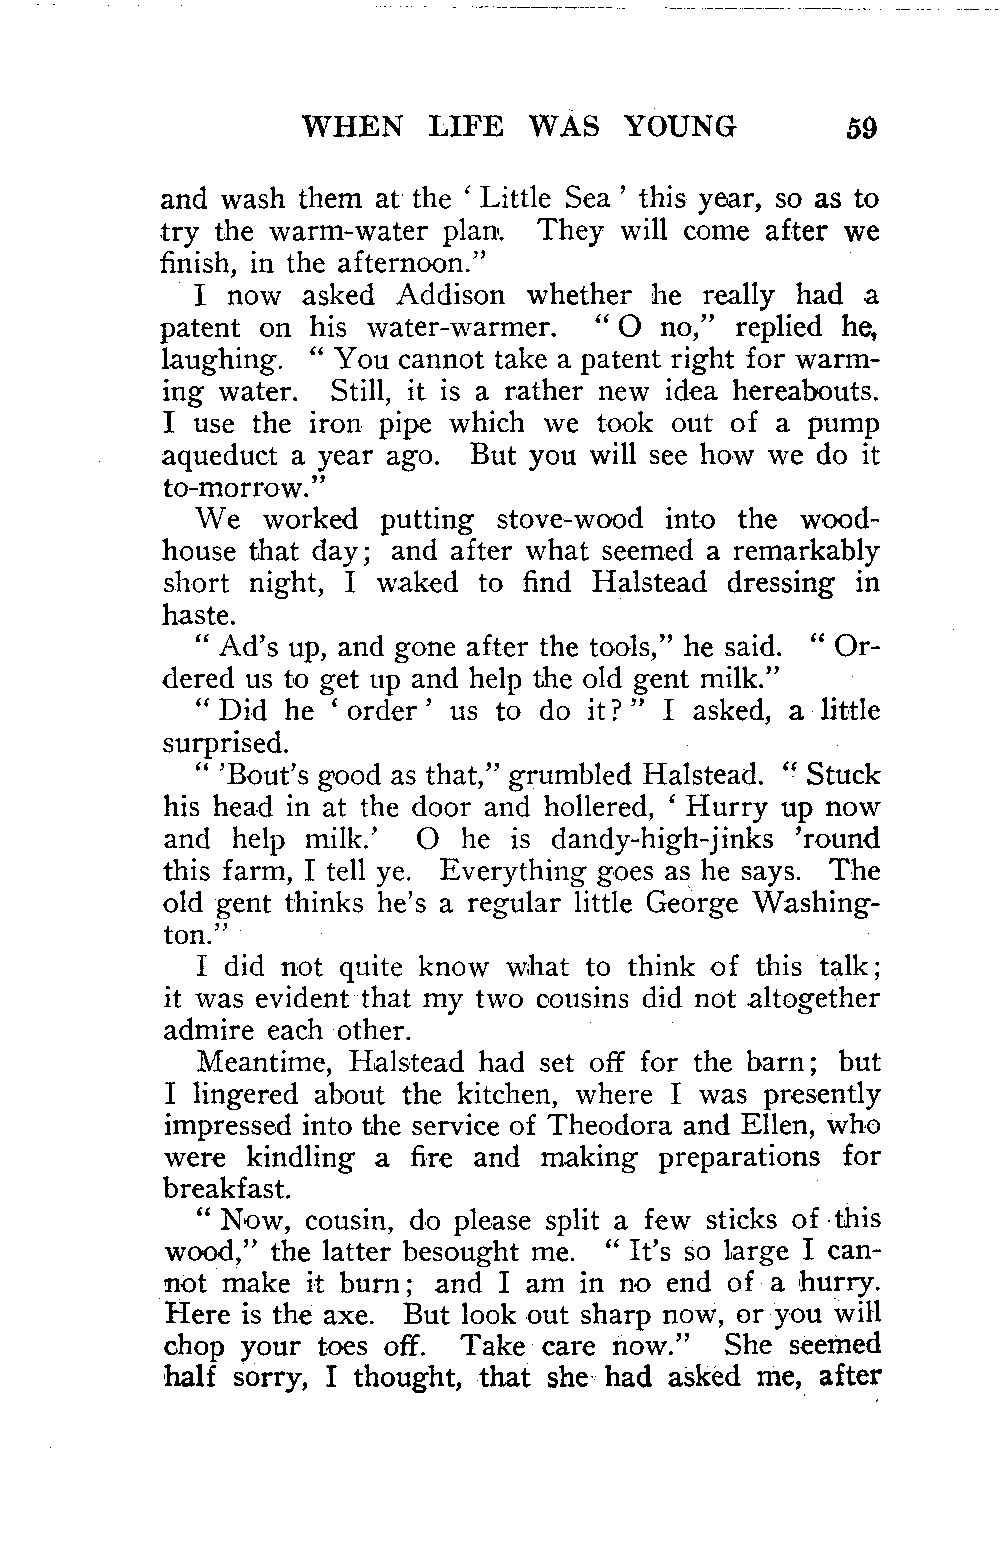 WHEN LIFE WAS YOUNG 59
and wash them at the ‘ Little Sea ’ this year, so as to
try the warm-water plan. They will come after we
finish, in the afternoon.”
I now asked Addison whether he really had a
patent on his water-warmer. “ O no,” replied he,
laughing. “ You cannot take a patent right for warm-
ing water. Still, it is a rather new idea hereabouts.
I use the iron pipe which we took out of a pump
aqueduct a year ago. But you will see how we do it
to-morrow.”
We worked putting stove-wood into the wood-
house that day; and after what seemed a remarkably
short night, I waked to find Halstead dressing in
haste.
“ Ad’s up, and gone after the tools,” he said. “ Or-
dered us to get up and help the old gent milk.”
“ Did he ‘ order ’ us to do it? ” I asked, a little
surprised.
“ ’Bout’s good as that,” grumbled Halstead. “ Stuck
his head in at the door and hollered, ‘ Hurry up now
and help milk.’ O he is dandy-high-jinks ’round
this farm, I tell ye. Everything goes as he says. The
old gent thinks he’s a regular little George Washing-
ton.”
I did not quite know what to think of this talk;
it was evident that my two cousins did not altogether
admire each other.
Meantime, Halstead had set off for the barn; but
I lingered about the kitchen, where I was presently
impressed into the service of Theodora and Ellen, who
were kindling a fire and making preparations for
breakfast.
“ Now, cousin, do please split a few sticks of this
wood,” the latter besought me. “ It’s so large I can-
not make it burn; and I am in no end of a hurry.
Here is the axe. But look out sharp now, or you will
chop your toes off. Take care now.” She seemed
half sorry, I thought, that she had asked me, after